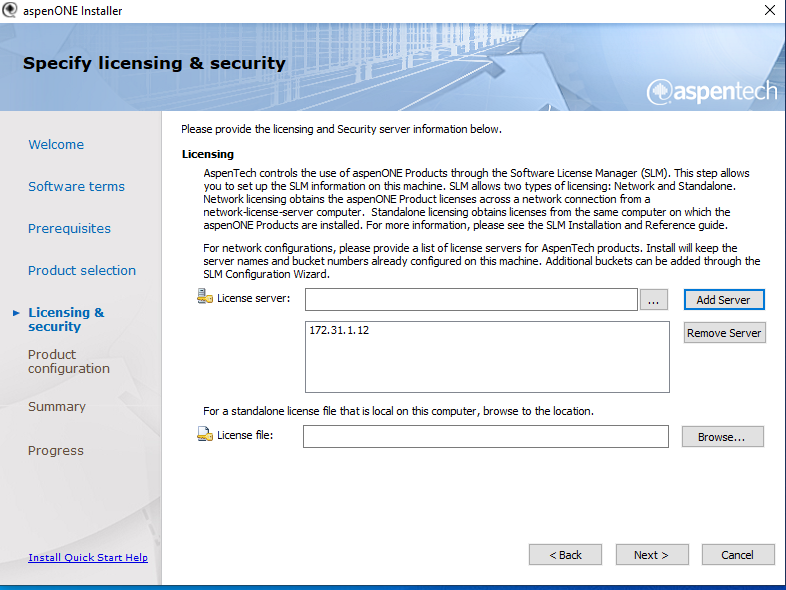 aspenONE Installer
Specify licensing & security
aspentech
Welcome
Software terms
Prerequisites
Product selection
Licensing &
security
Product
configuration
Summary
Progress
Install Quick Start Help
Please provide the licensing and Security server information below.
Licensing
AspenTech controls the use of aspenONE Products through the Software License Manager (SLM). This step allows
you to set up the SLM information on this machine. SLM allows two types of licensing: Network and Standalone.
Network licensing obtains the aspenONE Product licenses across a network connection from a
network-license-server computer.  Standalone licensing obtains licenses from the same computer on which the
aspenONE Products are installed. For more information, please see the SLM Installation and Reference guide.
For network configurations, please provide a list of license servers for AspenTech products. Install will keep the
server names and bucket numbers already configured on this machine. Additional buckets can be added through the
SLM Configuration Wizard.
License server:
...
Add Server
172.31.1.12
Remove Server
For a standalone license file that is local on this computer, browse to the location.
License file:
Browse...
< Back
Next >
Cancel